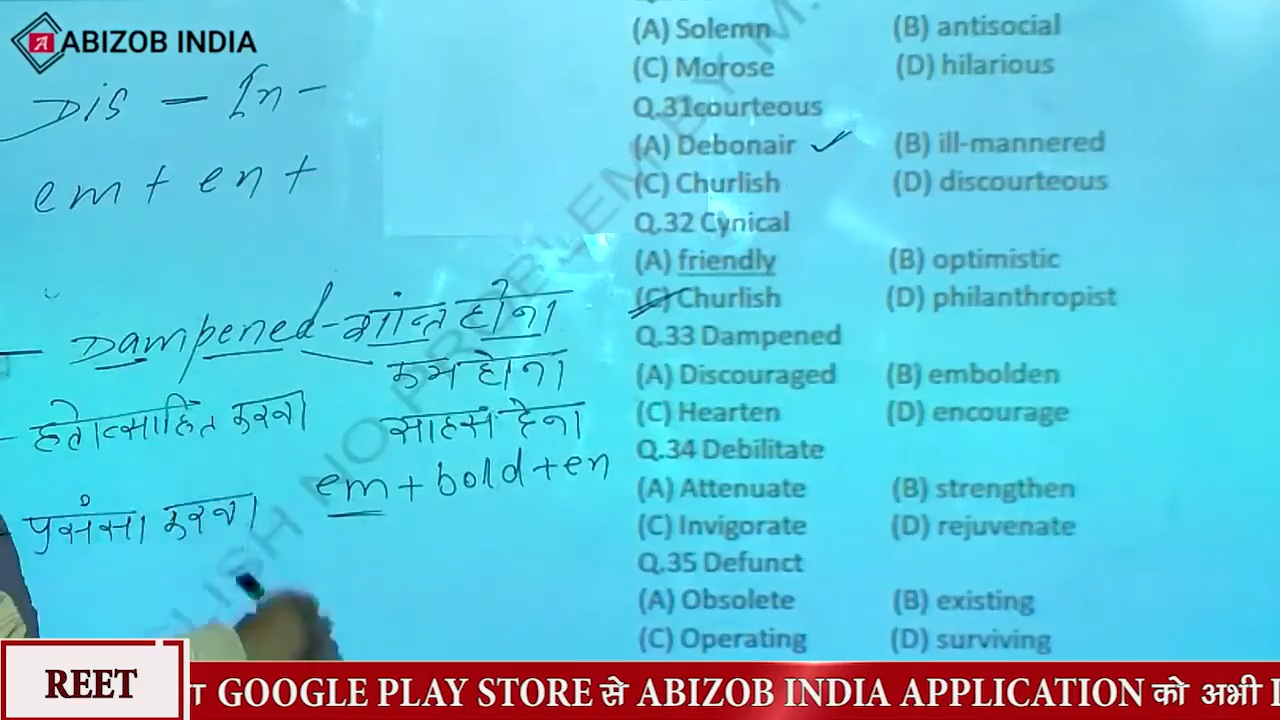 ABIZOB INDIA
Dis - In -
em + en +
Dampened - शांन्त होना
कम होना
हतोत्साहित करना साहस देना
em + bold + en
प्रसंसा करना
(A) Solemn (B) antisocial
(C) Morose (D) hilarious
Q.31courteous
(A) Debonair ✓ (B) ill-mannered
(C) Churlish (D) discourteous
Q.32 Cynical
(A) friendly (B) optimistic
(C) Churlish (D) philanthropist
Q.33 Dampened
(A) Discouraged (B) embolden
(C) Hearten (D) encourage
Q.34 Debilitate
(A) Attenuate (B) strengthen
(C) Invigorate (D) rejuvenate
Q.35 Defunct
(A) Obsolete (B) existing
(C) Operating (D) surviving
REET
GOOGLE PLAY STORE से ABIZOB INDIA APPLICATION को अभी